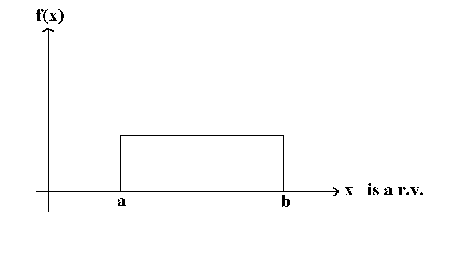 f(x)
x is a r.v.
a b